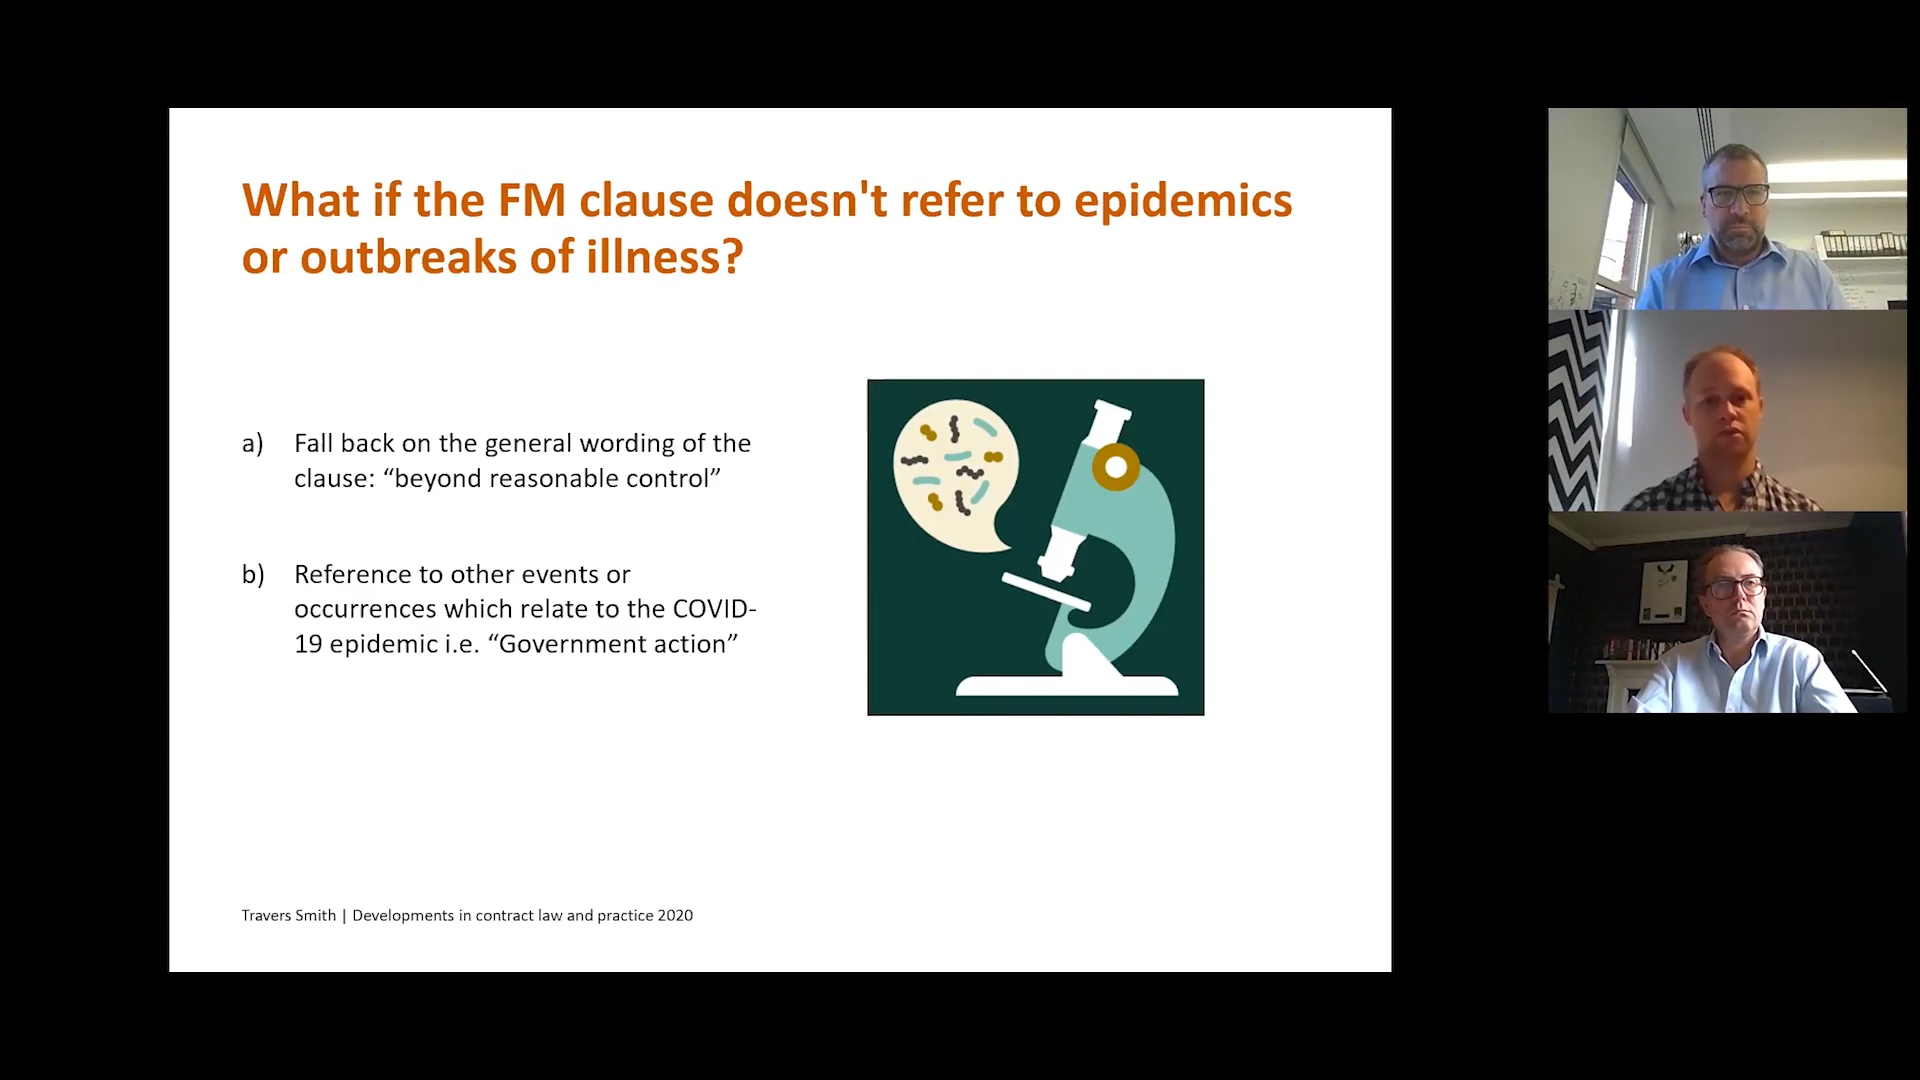 What if the FM clause doesn't refer to epidemics
or outbreaks of illness?
a) Fall back on the general wording of the
clause: “beyond reasonable control”
b) Reference to other events or
occurrences which relate to the COVID-
19 epidemic i.e. “Government action”
Travers Smith | Developments in contract law and practice 2020